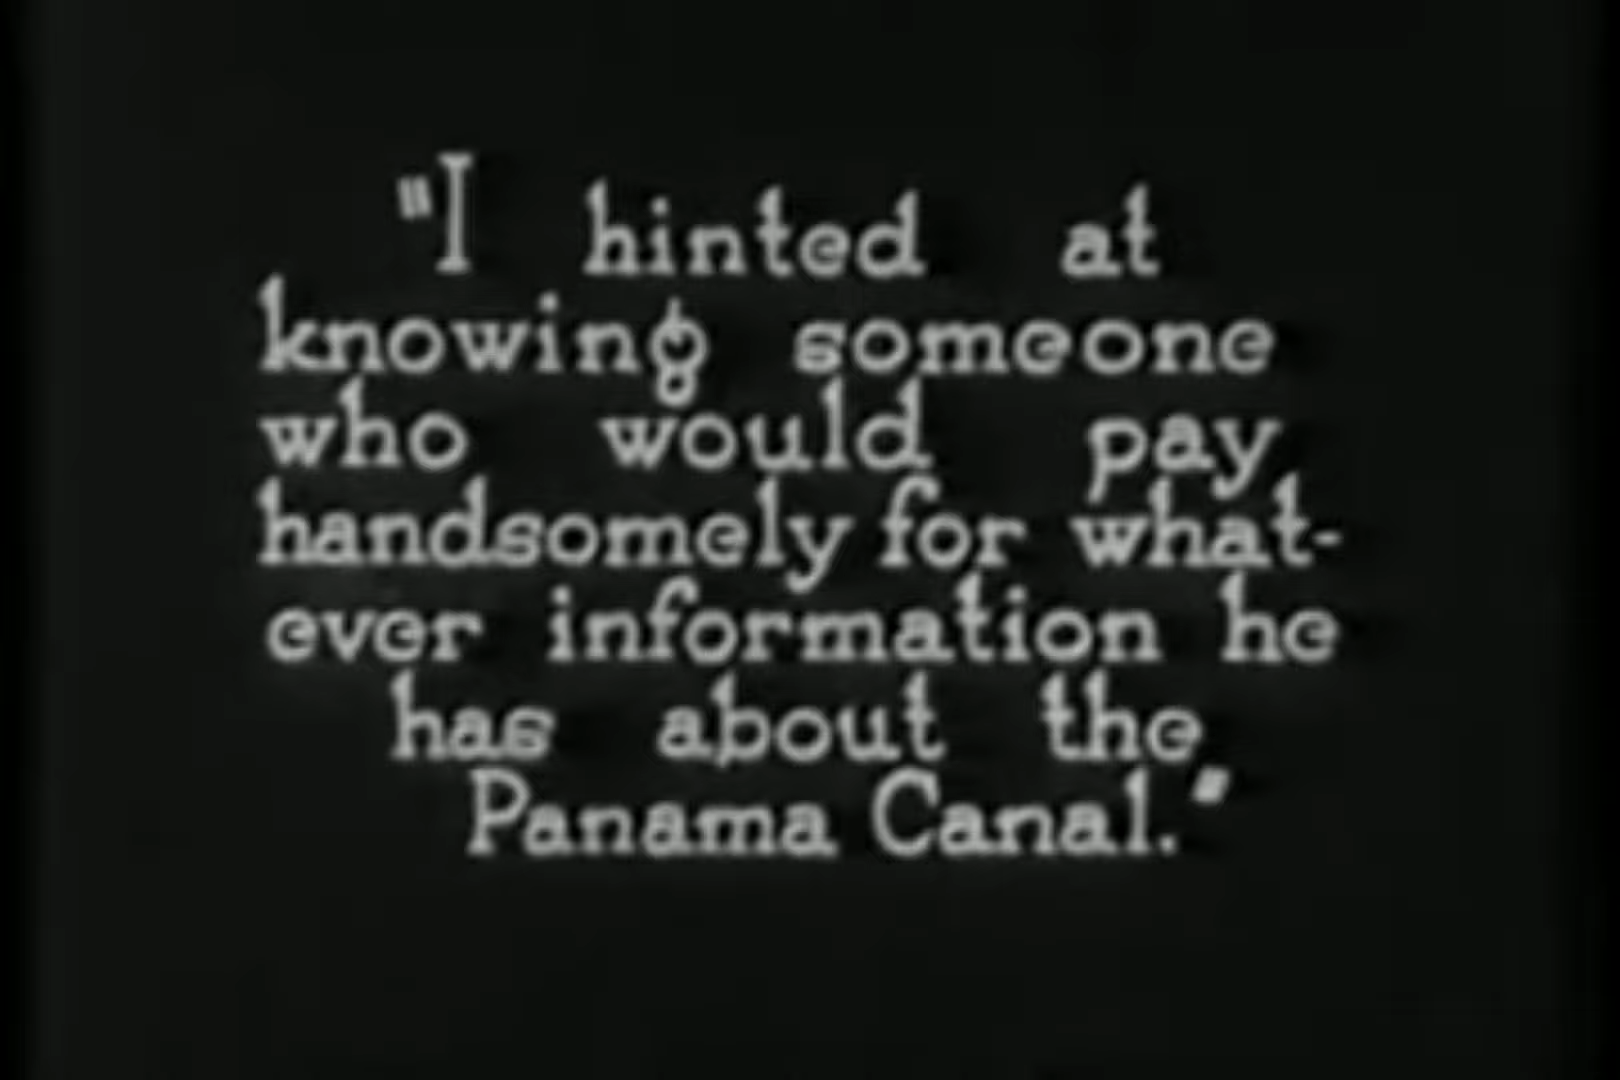 "I hinted at
knowing someone
who would pay
handsomely for what-
ever information he
has about the
Panama Canal."